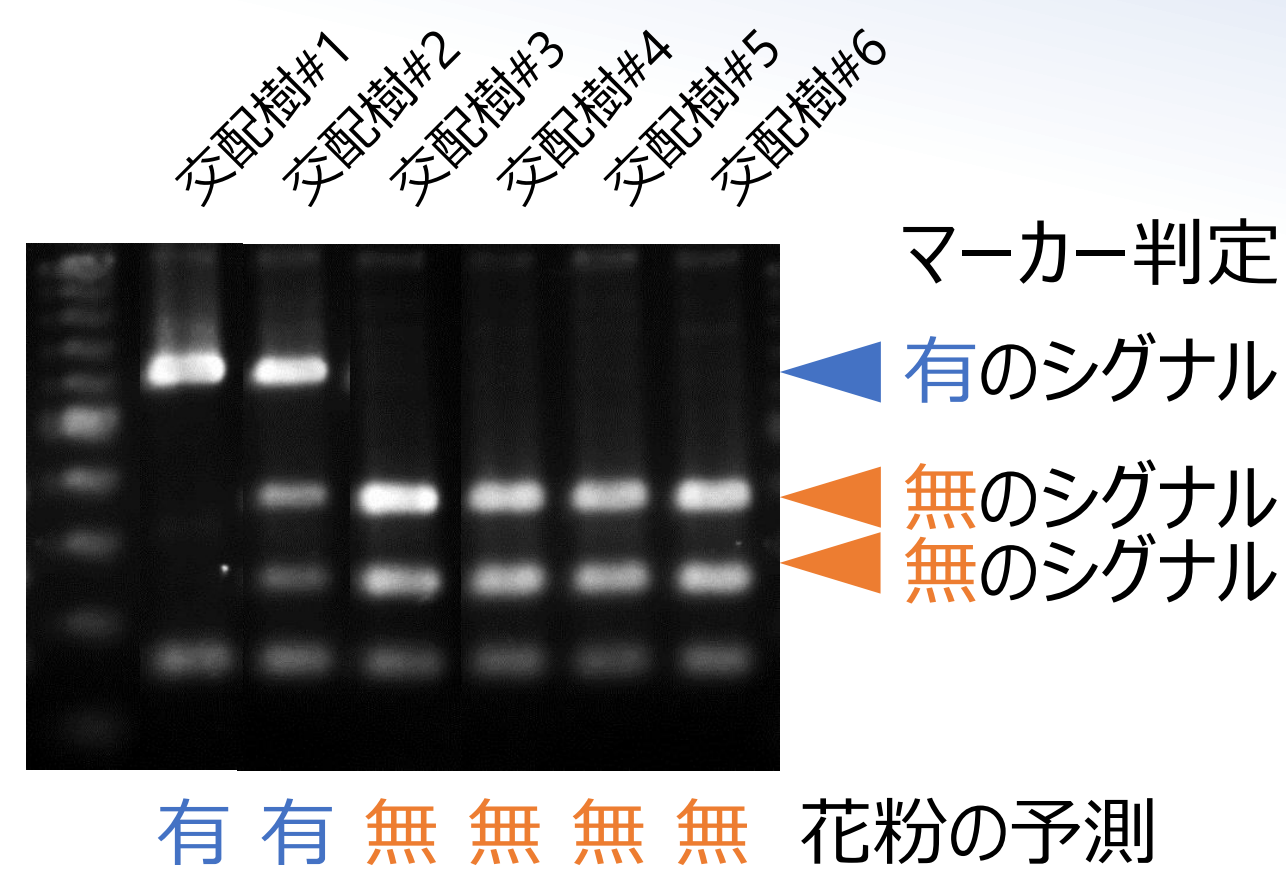 交配樹#1
交配樹#2
交配樹#3
交配樹#4
交配樹#5
交配樹#6
マーカー判定
有のシグナル
無のシグナル
無のシグナル
有 有 無 無 無 無 花粉の予測